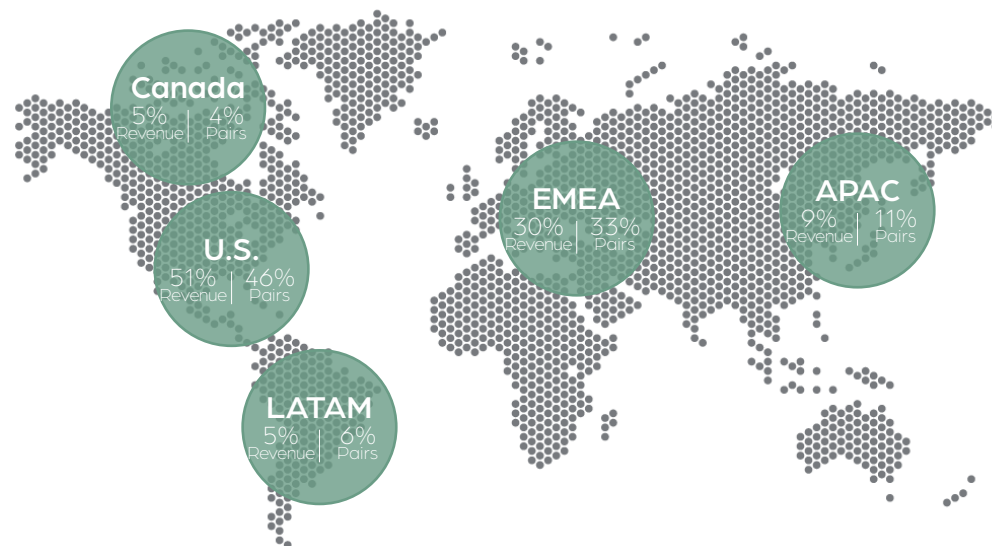 Canada
5% | 4%
Revenue | Pairs
U.S.
51% | 46%
Revenue | Pairs
LATAM
5% | 6%
Revenue | Pairs
EMEA
30% | 33%
Revenue | Pairs
APAC
9% | 11%
Revenue | Pairs